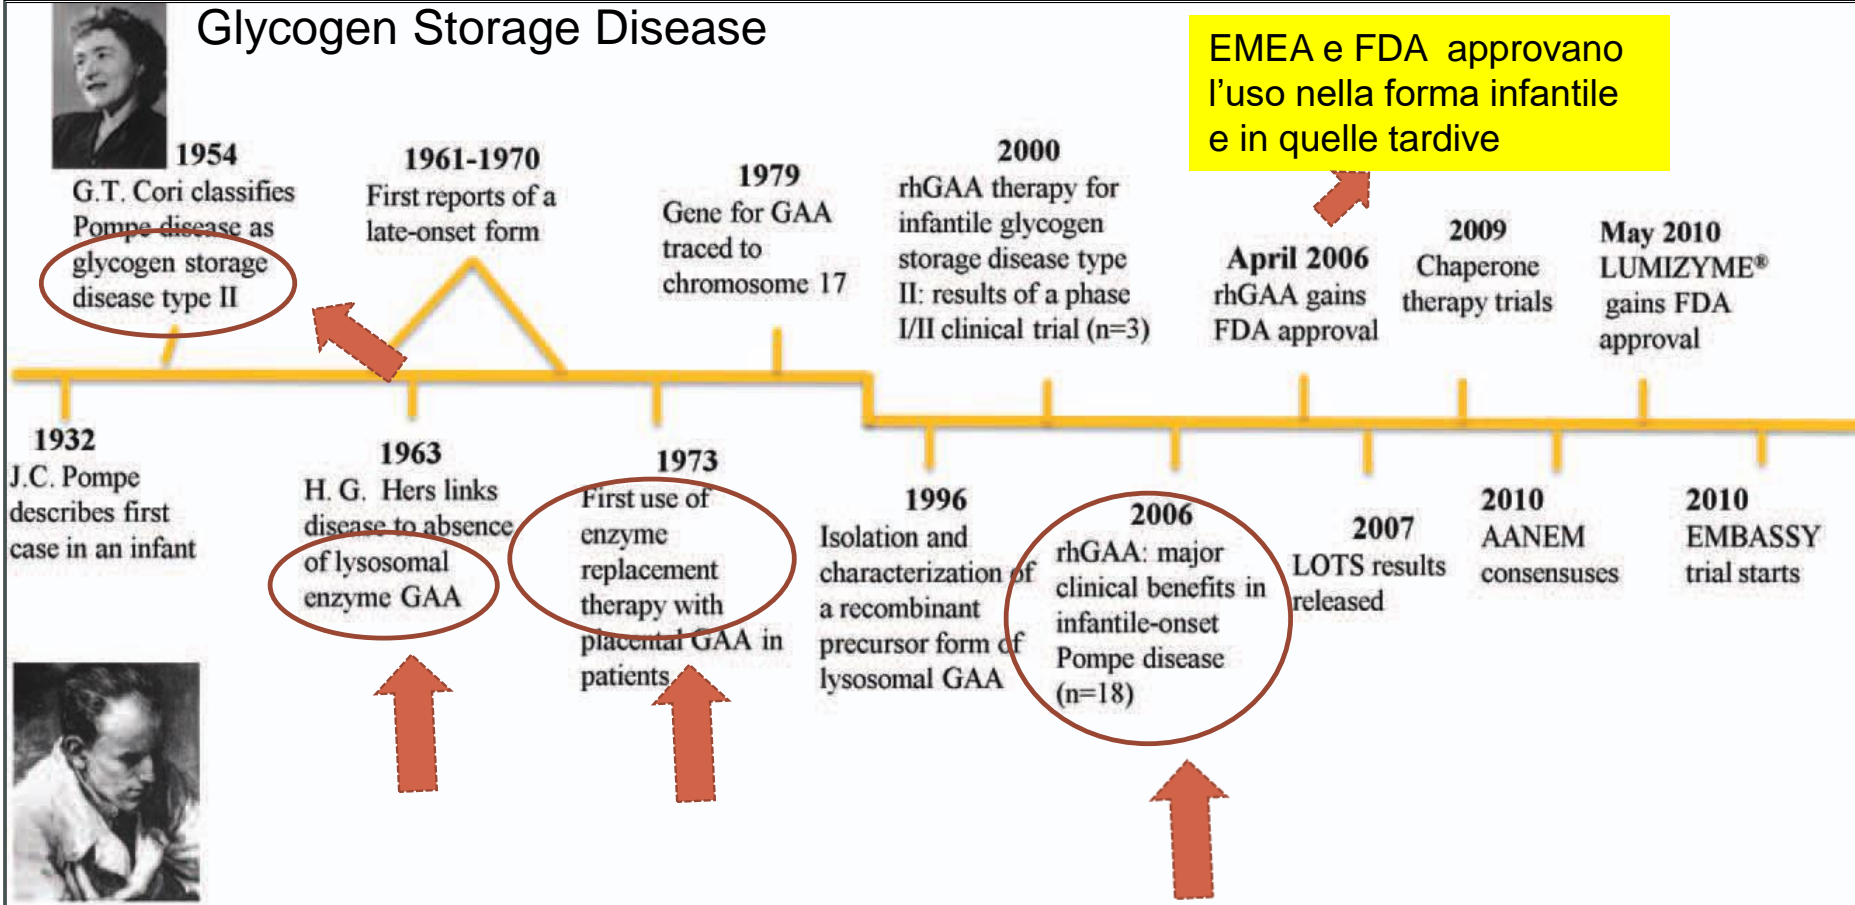 Glycogen Storage Disease
EMEA e FDA approvano
l'uso nella forma infantile
e in quelle tardive
1954
G.T. Cori classifies
Pompe disease as
glycogen storage
disease type II
1961-1970
First reports of a
late-onset form
1979
Gene for GAA
traced to
chromosome 17
2000
rhGAA therapy for
infantile glycogen
storage disease type
II: results of a phase
I/II clinical trial (n=3)
April 2006
rhGAA gains
FDA approval
2009
Chaperone
therapy trials
May 2010
LUMIZYME®
gains FDA
approval
1932
J.C. Pompe
describes first
case in an infant
1963
H. G. Hers links
disease to absence
of lysosomal
enzyme GAA
1973
First use of
enzyme
replacement
therapy with
placental GAA in
patients
1996
Isolation and
characterization of
a recombinant
precursor form of
lysosomal GAA
2006
rhGAA: major
clinical benefits in
infantile-onset
Pompe disease
(n=18)
2007
LOTS results
released
2010
AANEM
consensuses
2010
EMBASSY
trial starts